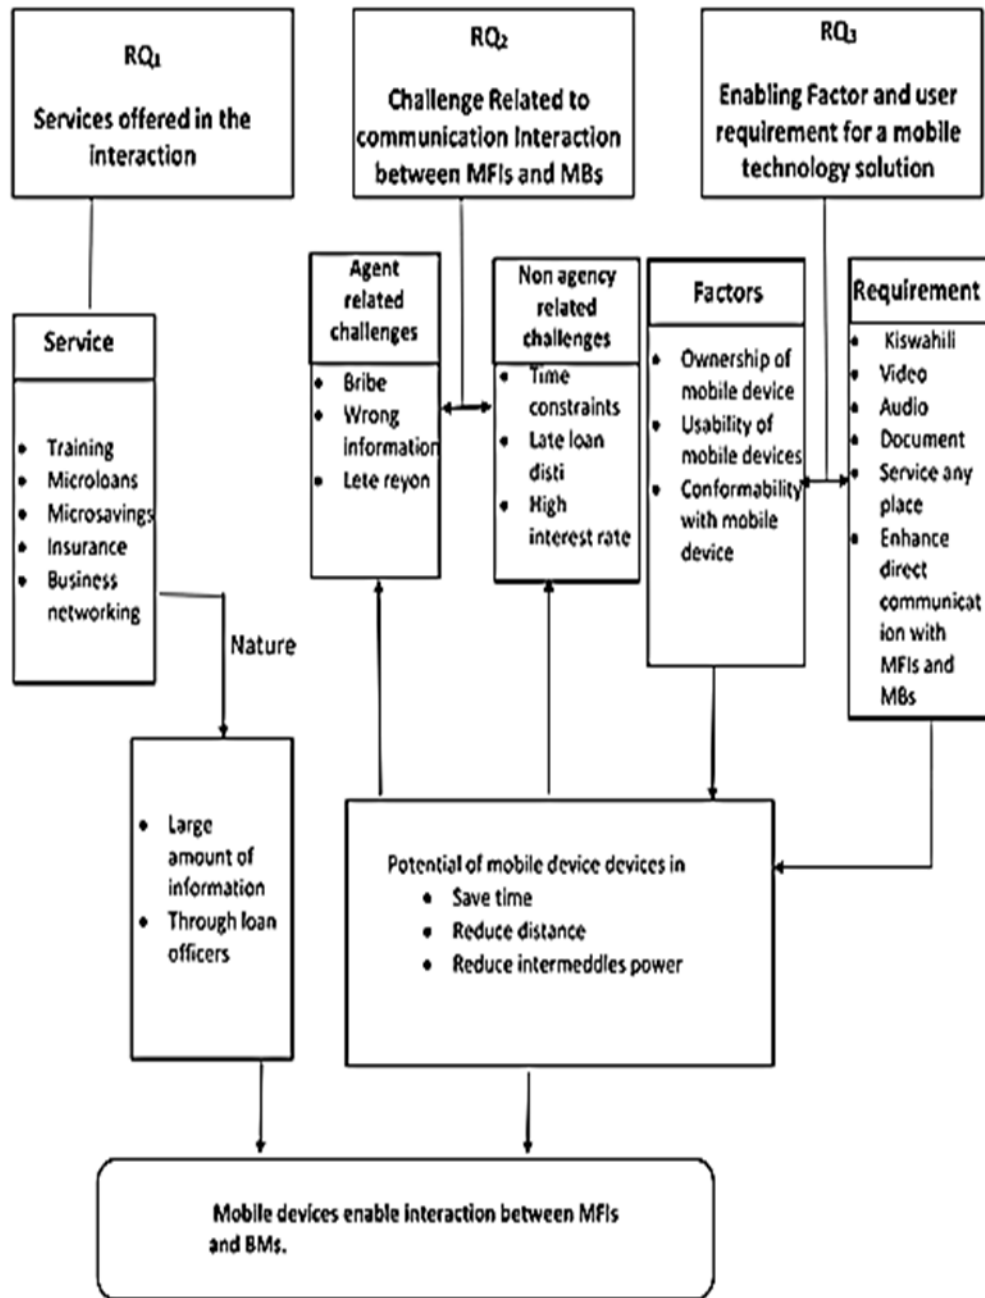 RQ1
Services offered in the
interaction
RQ2
Challenge Related to
communication Interaction
between MFIs and MBs
RQ3
Enabling Factor and user
requirement for a mobile
technology solution
Service
Training
Microloans
Microsavings
Insurance
Business
networking
Agent
related
challenges
Bribe
Wrong
information
Lete reyon
Non agency
related
challenges
Time
constraints
Late loan
disti
High
interest rate
Factors
Ownership of
mobile device
Usability of
mobile devices
Conformability
with mobile
device
Requirement
Kiswahili
Video
Audio
Document
Service any
place
Enhance
direct
communicat
ion with
MFIs and
MBs
Nature
Large
amount of
information
Through loan
officers
Potential of mobile device devices in
Save time
Reduce distance
Reduce intermeddles power
Mobile devices enable interaction between MFIs
and BMs.